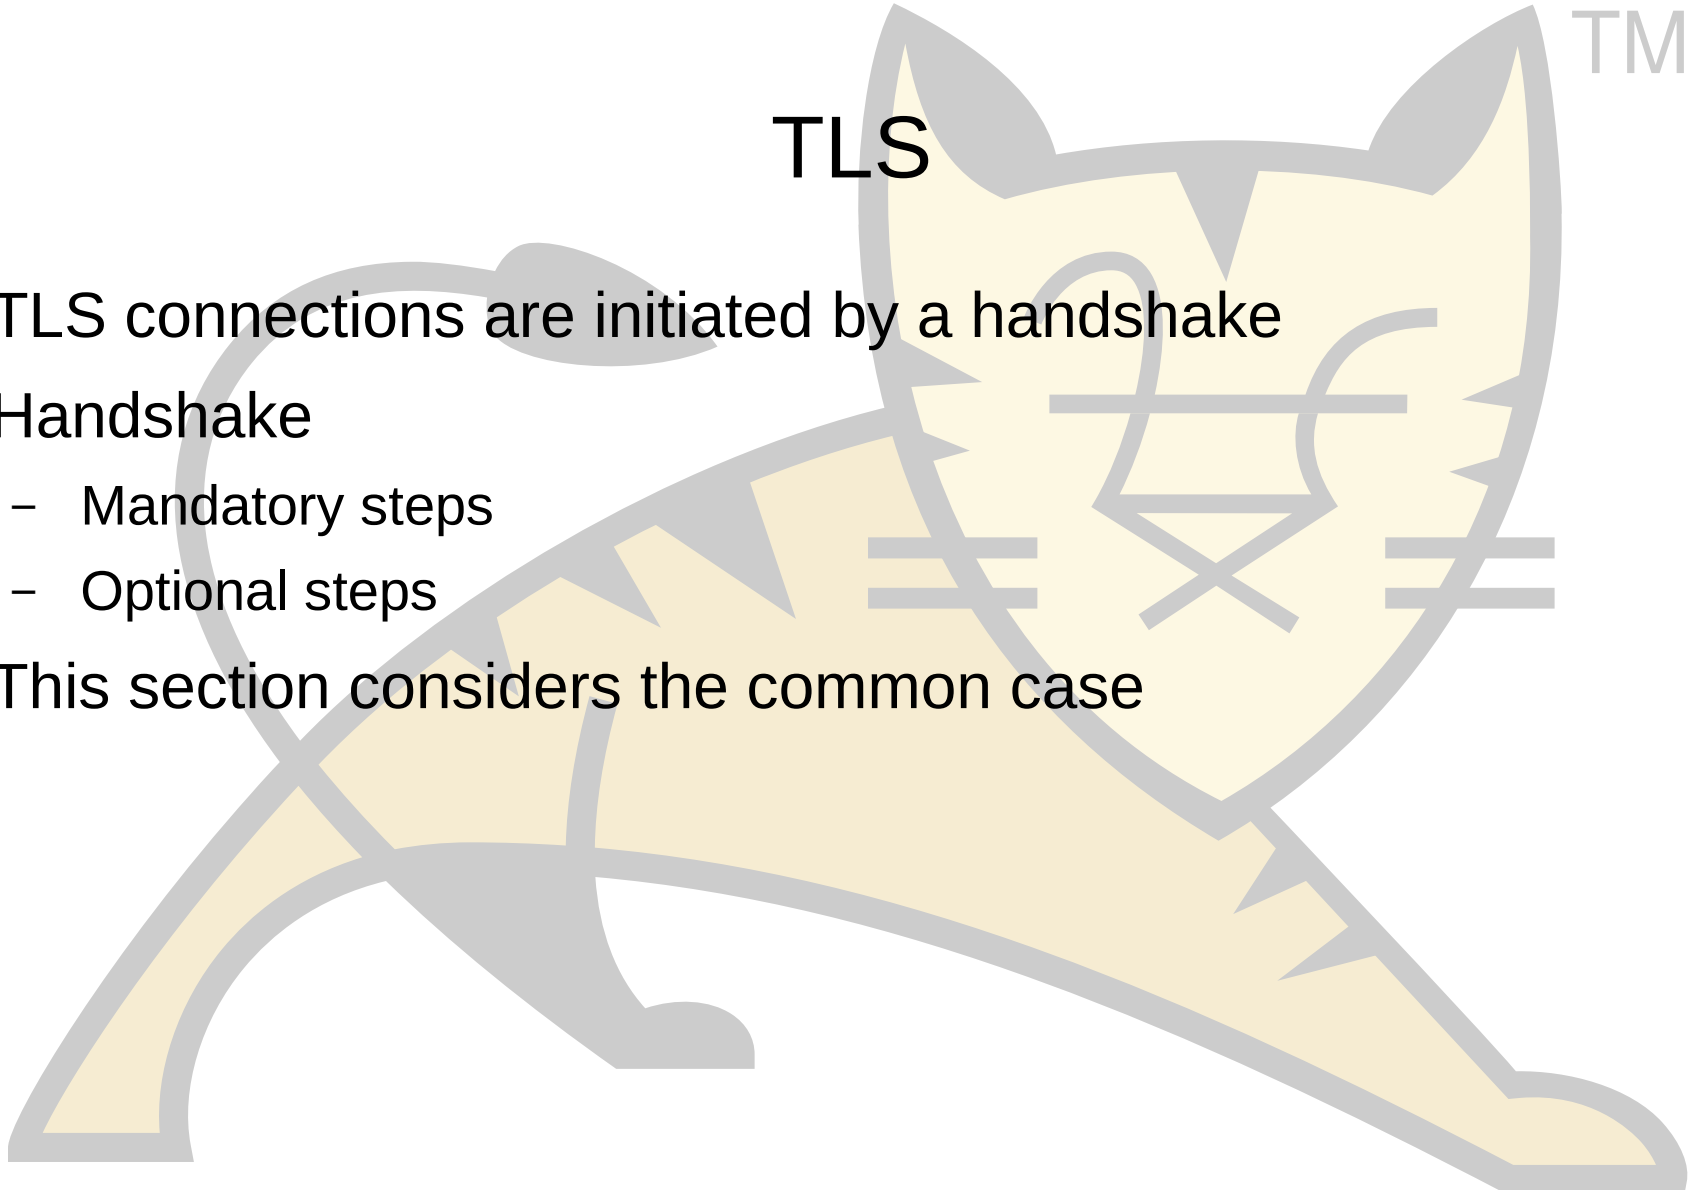 TM
TLS
TLS connections are initiated by a handshake
Handshake
– Mandatory steps
– Optional steps
This section considers the common case